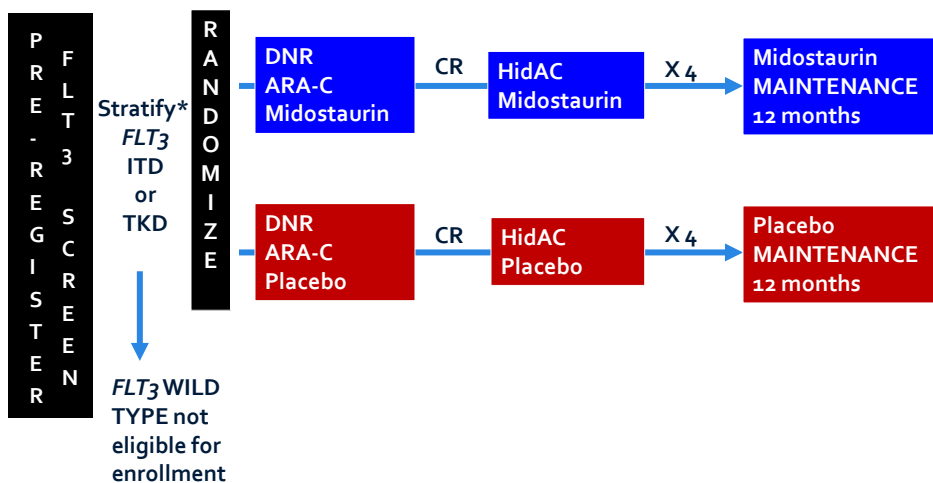 PRE-REGISTER
FLT3 SCREEN
Stratify*
FLT3
ITD
or
TKD
FLT3 WILD
TYPE not
eligible for
enrollment
RANDOMIZE
DNR
ARA-C
Midostaurin
CR
HidAC
Midostaurin
X 4
Midostaurin
MAINTENANCE
12 months
DNR
ARA-C
Placebo
CR
HidAC
Placebo
X 4
Placebo
MAINTENANCE
12 months